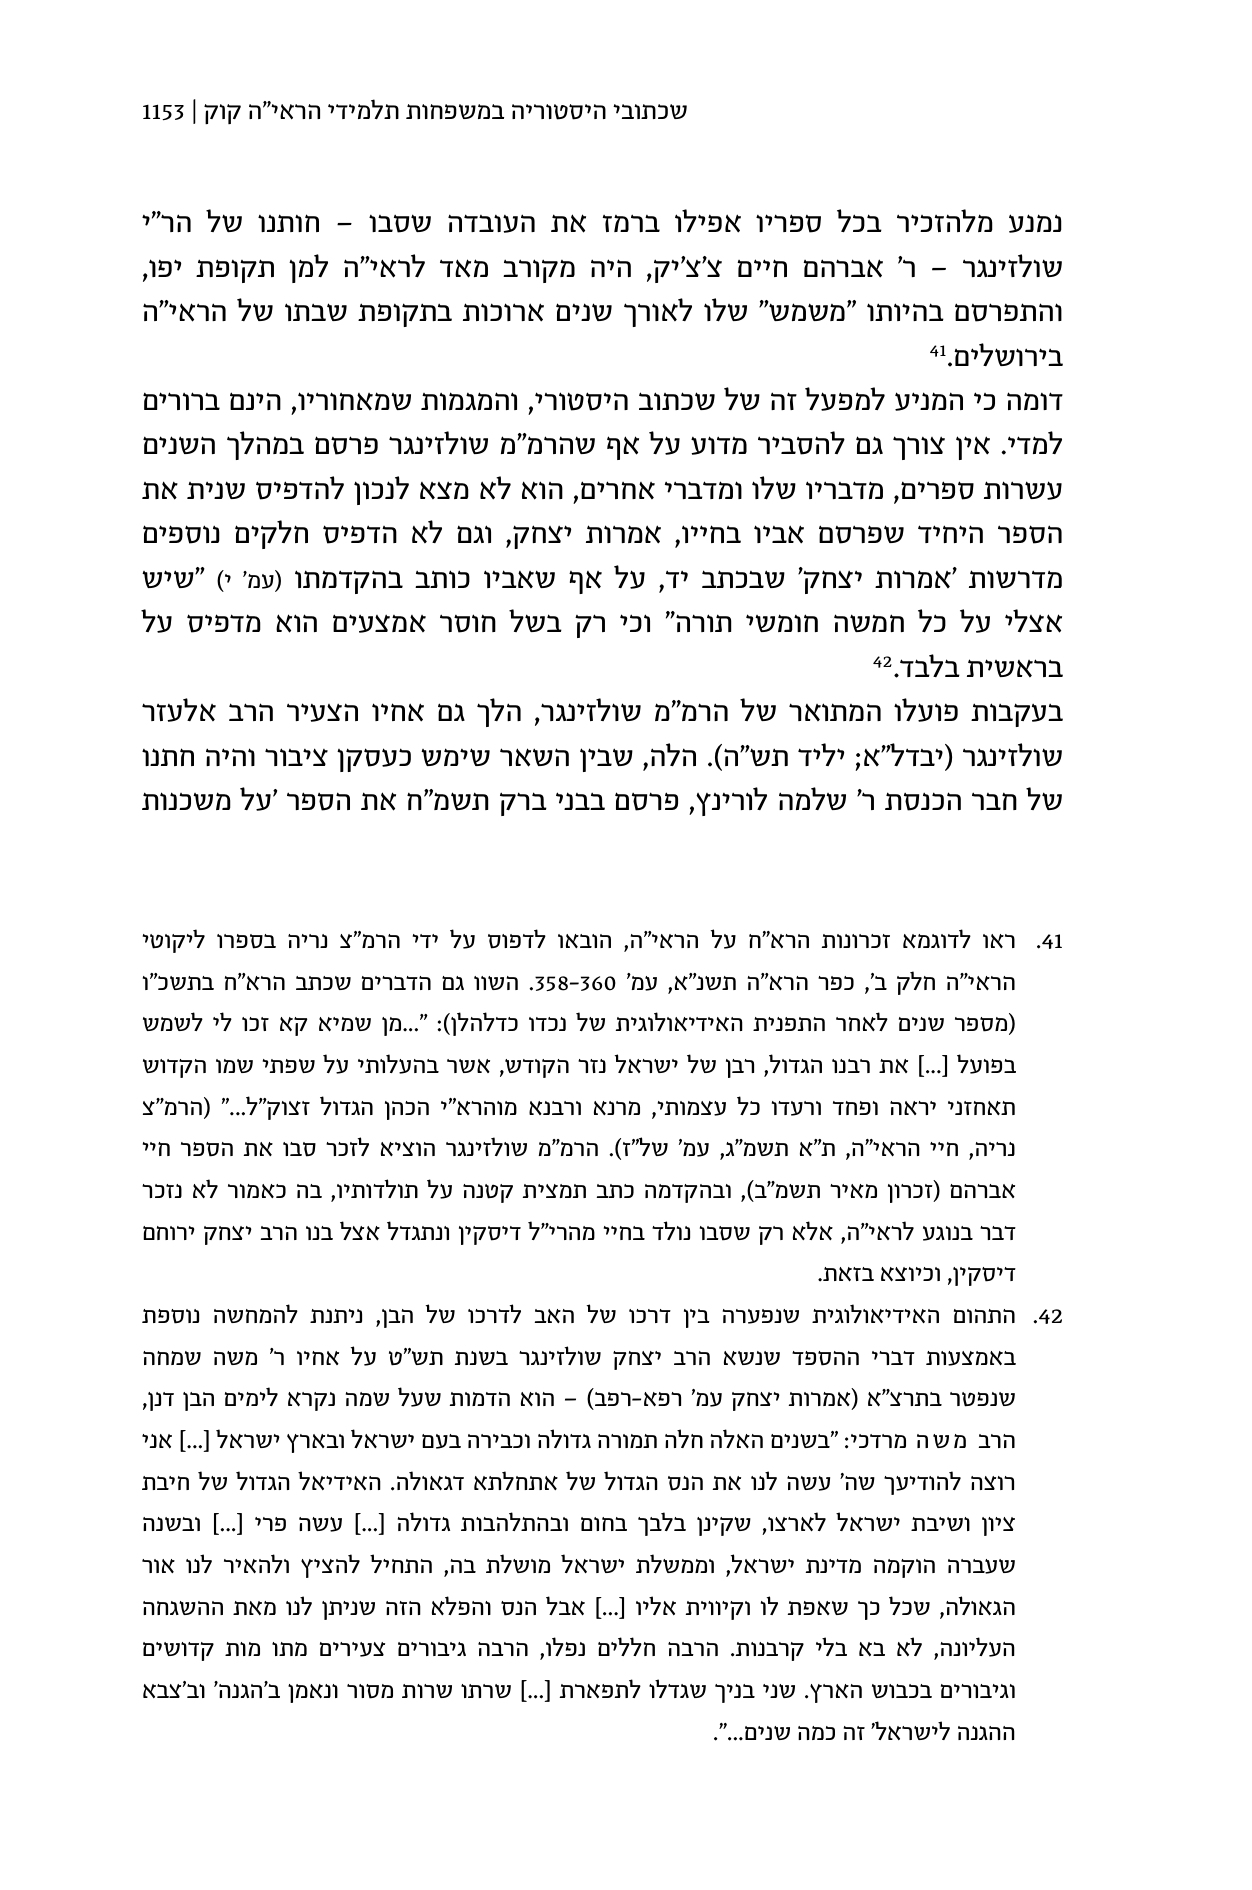 שכתובי היסטוריה במשפחות תלמידי הראי"ה קוק | 1153
נמנע מלהזכיר בכל ספריו אפילו ברמז את העובדה שסבו – חותנו של הר"י
שולזינגר – ר' אברהם חיים צ'צ'יק, היה מקורב מאד לראי"ה למן תקופת יפו,
והתפרסם בהיותו "משמש" שלו לאורך שנים ארוכות בתקופת שבתו של הראי"ה
בירושלים.41
דומה כי המניע למפעל זה של שכתוב היסטורי, והמגמות שמאחוריו, הינם ברורים
למדי. אין צורך גם להסביר מדוע על אף שהרמ"מ שולזינגר פרסם במהלך השנים
עשרות ספרים, מדבריו שלו ומדברי אחרים, הוא לא מצא לנכון להדפיס שנית את
הספר היחיד שפרסם אביו בחייו, אמרות יצחק, וגם לא הדפיס חלקים נוספים
מדרשות 'אמרות יצחק' שבכתב יד, על אף שאביו כותב בהקדמתו (עמ' י) "שיש
אצלי על כל חמשה חומשי תורה" וכי רק בשל חוסר אמצעים הוא מדפיס על
בראשית בלבד.42
בעקבות פועלו המתואר של הרמ"מ שולזינגר, הלך גם אחיו הצעיר הרב אלעזר
שולזינגר (יבדל"א; יליד תש"ה). הלה, שבין השאר שימש כעסקן ציבור והיה חתנו
של חבר הכנסת ר' שלמה לורינץ, פרסם בבני ברק תשמ"ח את הספר 'על משכנות
41. ראו לדוגמא זכרונות הרא"ח על הראי"ה, הובאו לדפוס על ידי הרמ"צ נריה בספרו ליקוטי
הראי"ה חלק ב', כפר הרא"ה תשנ"א, עמ' 358-360. השוו גם הדברים שכתב הרא"ח בתשכ"ו
(מספר שנים לאחר התפנית האידיאולוגית של נכדו כדלהלן): "...מן שמיא קא זכו לי לשמש
בפועל [...] את רבנו הגדול, רבן של ישראל נזר הקודש, אשר בהעלותי על שפתי שמו הקדוש
תאחזני יראה ופחד ורעדו כל עצמותי, מרנא ורבנא מוהרא"י הכהן הגדול זצוק"ל..." (הרמ"צ
נריה, חיי הראי"ה, ת"א תשמ"ג, עמ' של"ז). הרמ"מ שולזינגר הוציא לזכר סבו את הספר חיי
אברהם (זכרון מאיר תשמ"ב), ובהקדמה כתב תמצית קטנה על תולדותיו, בה כאמור לא נזכר
דבר בנוגע לראי"ה, אלא רק שסבו נולד בחיי מהרי"ל דיסקין ונתגדל אצל בנו הרב יצחק ירוחם
דיסקין, וכיוצא בזאת.
42. התהום האידיאולוגית שנפערה בין דרכו של האב לדרכו של הבן, ניתנת להמחשה נוספת
באמצעות דברי ההספד שנשא הרב יצחק שולזינגר בשנת תש"ט על אחיו ר' משה שמחה
שנפטר בתרצ"א (אמרות יצחק עמ' רפא-רפב) – הוא הדמות שעל שמה נקרא לימים הבן דנן,
הרב משה מרדכי: "בשנים האלה חלה תמורה גדולה וכבירה בעם ישראל ובארץ ישראל [...] אני
רוצה להודיעך שה' עשה לנו את הנס הגדול של אתחלתא דגאולה. האידיאל הגדול של חיבת
ציון ושיבת ישראל לארצו, שקינן בלבך בחום ובהתלהבות גדולה [...] עשה פרי [...] ובשנה
שעברה הוקמה מדינת ישראל, וממשלת ישראל מושלת בה, התחיל להציץ ולהאיר לנו אור
הגאולה, שכל כך שאפת לו וקיווית אליו [...] אבל הנס והפלא הזה שניתן לנו מאת ההשגחה
העליונה, לא בא בלי קרבנות. הרבה חללים נפלו, הרבה גיבורים צעירים מתו מות קדושים
וגיבורים בכבוש הארץ. שני בניך שגדלו לתפארת [...] שרתו שרות מסור ונאמן ב'הגנה' וב'צבא
ההגנה לישראל' זה כמה שנים...".